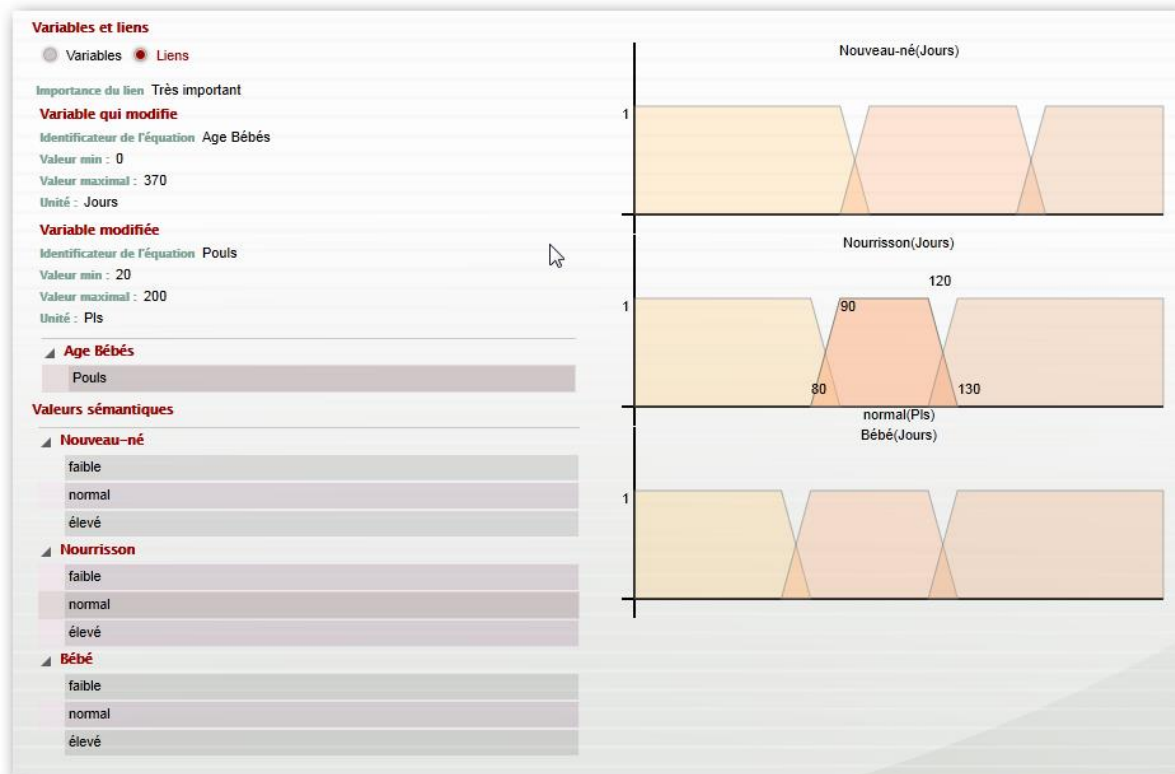 Variables et liens
Variables Liens
Importance du lien Très important
Variable qui modifie
Identificateur de l'équation Age Bébés
Valeur min : 0
Valeur maximal : 370
Unité : Jours
Variable modifiée
Identificateur de l'équation Pouls
Valeur min : 20
Valeur maximal : 200
Unité : Pls
Age Bébés
Pouls
Valeurs sémantiques
Nouveau-né
faible
normal
élevé
Nourrisson
faible
normal
élevé
Bébé
faible
normal
élevé
Nouveau-né(Jours)
1
Nourrisson(Jours)
120
1
90
80
130
normal(Pls)
Bébé(Jours)
1